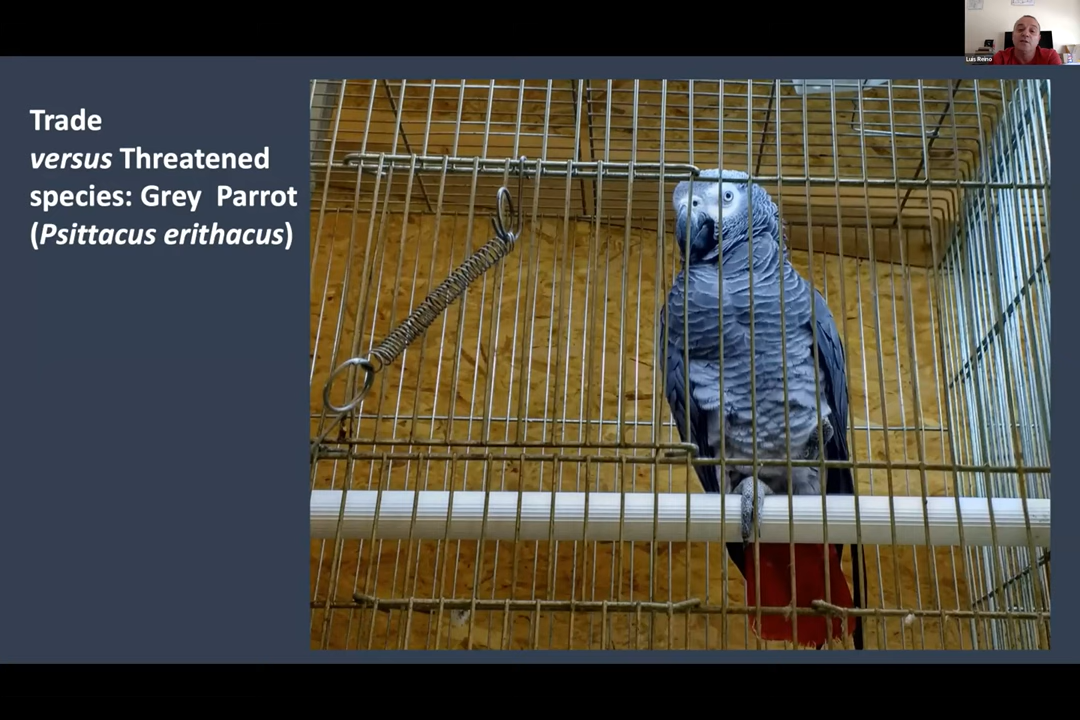 Trade
versus Threatened
species: Grey Parrot
(Psittacus erithacus)
Luis Reino